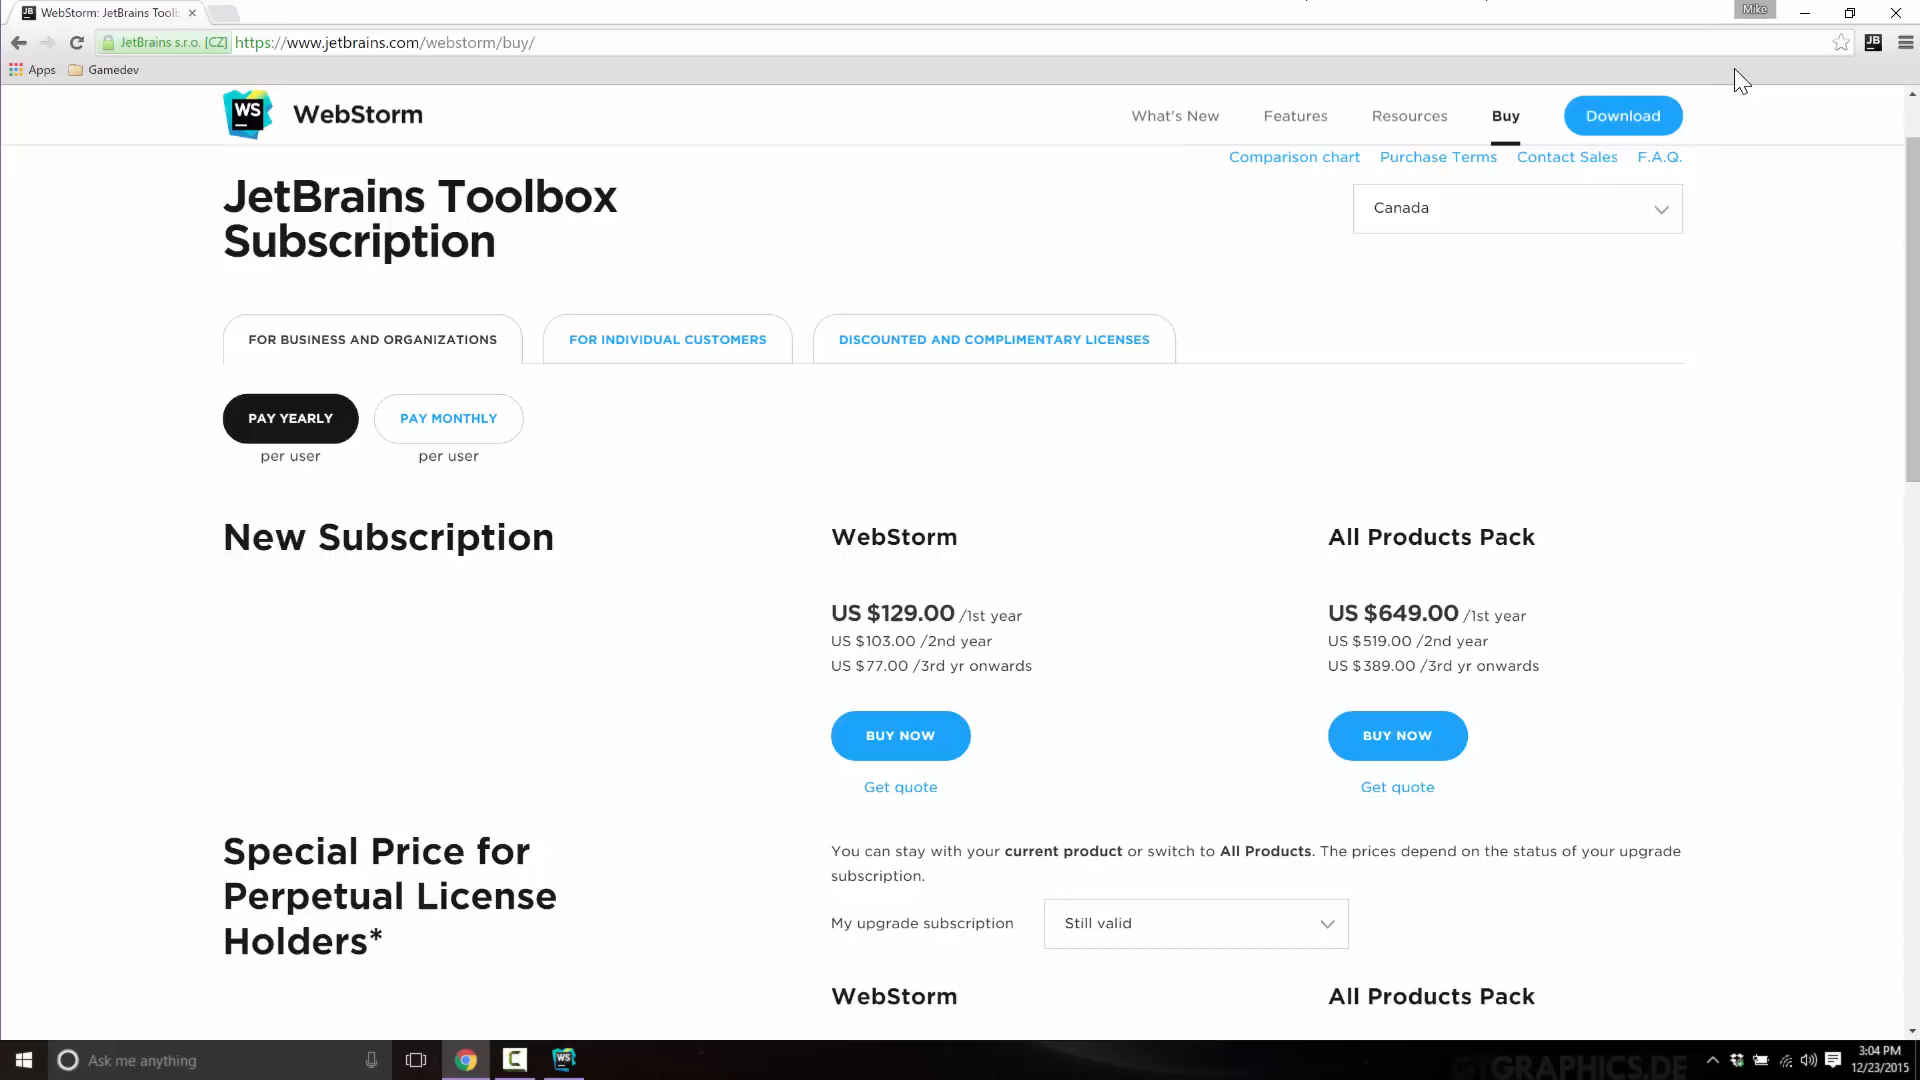 WebStorm: JetBrains Toolb
Mike
JetBrains s.r.o. [CZ]
https://www.jetbrains.com/webstorm/buy/
JB
Apps
Gamedev
WS
WebStorm
What's New
Features
Resources
Buy
Download
Comparison chart
Purchase Terms
Contact Sales
F.A.Q.
JetBrains Toolbox
Subscription
Canada
FOR BUSINESS AND ORGANIZATIONS
FOR INDIVIDUAL CUSTOMERS
DISCOUNTED AND COMPLIMENTARY LICENSES
PAY YEARLY
PAY MONTHLY
per user
per user
New Subscription
WebStorm
All Products Pack
US $129.00 /1st year
US $103.00 /2nd year
US $77.00 /3rd yr onwards
US $649.00 /1st year
US $519.00 /2nd year
US $389.00 /3rd yr onwards
BUY NOW
BUY NOW
Get quote
Get quote
Special Price for
Perpetual License
Holders*
You can stay with your current product or switch to All Products. The prices depend on the status of your upgrade
subscription.
My upgrade subscription
Still valid
WebStorm
All Products Pack
Ask me anything
WS
GTGRAPHICS.DE
3:04 PM
12/23/2015